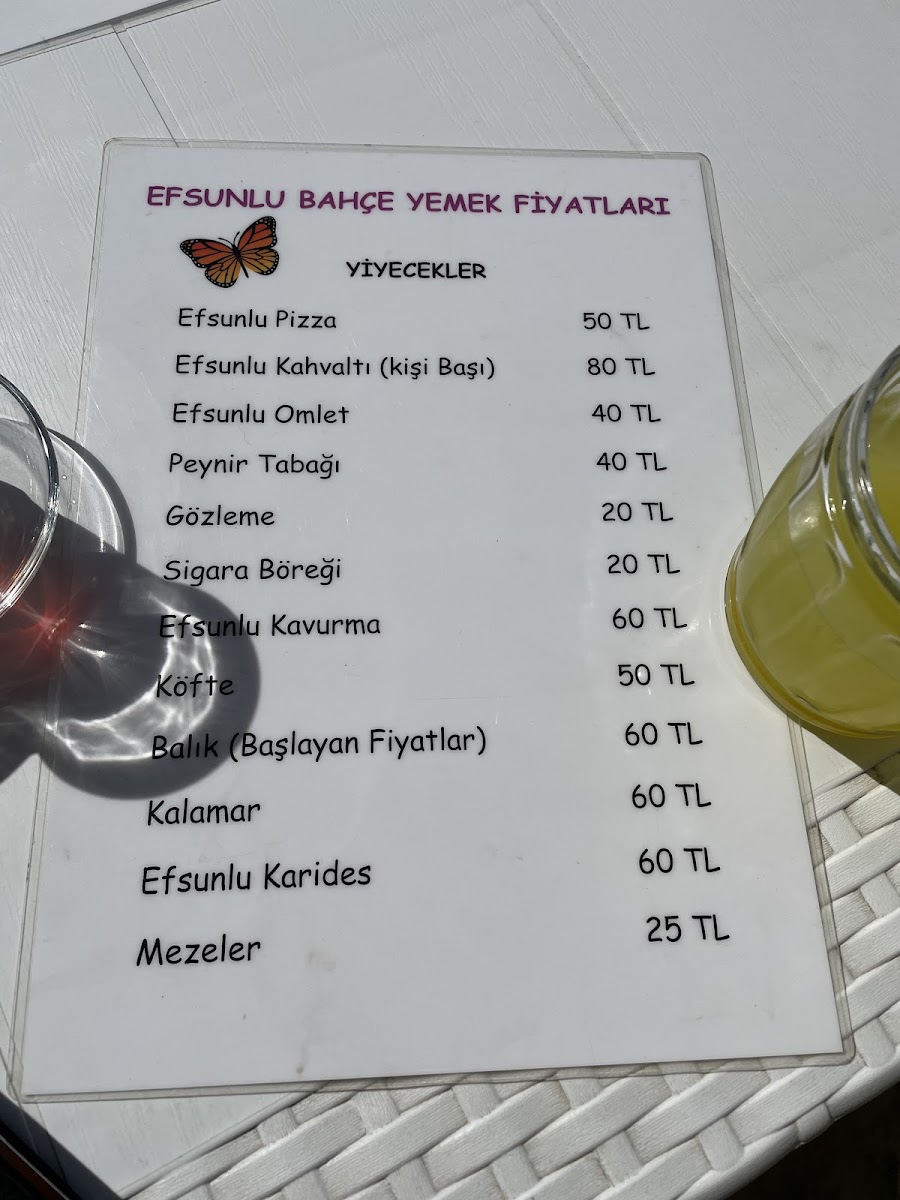 EFSUNLU BAHÇE YEMEK FİYATLARI
YİYECEKLER
Efsunlu Pizza 50 TL
Efsunlu Kahvaltı (kişi Başı) 80 TL
Efsunlu Omlet 40 TL
Peynir Tabağı 40 TL
Gözleme 20 TL
Sigara Böreği 20 TL
Efsunlu Kavurma 60 TL
Köfte 50 TL
Balık (Başlayan Fiyatlar) 60 TL
Kalamar 60 TL
Efsunlu Karides 60 TL
Mezeler 25 TL